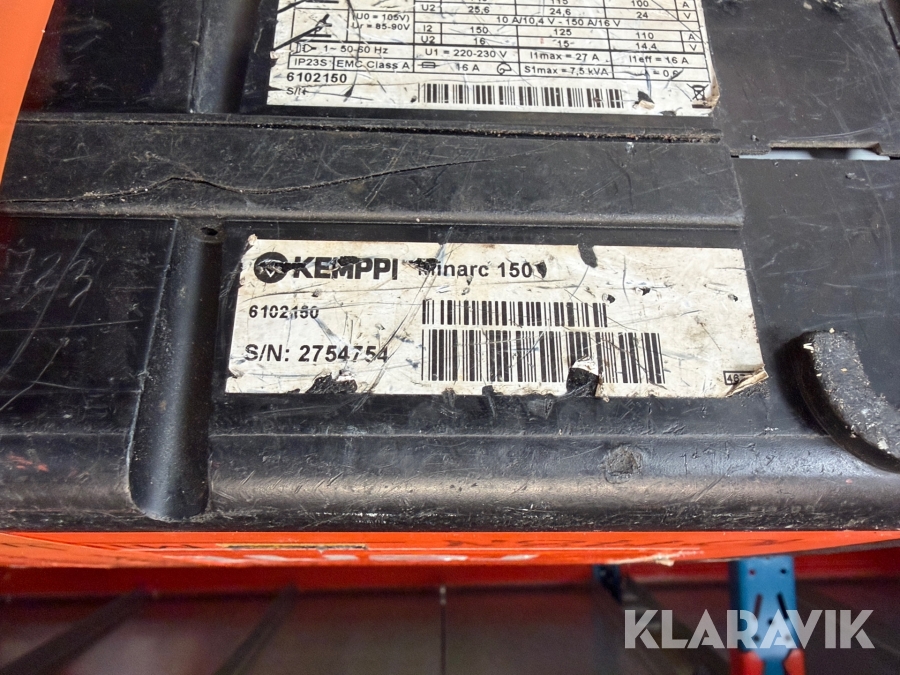 115 100 A
U2 25,6 24,6 24 V
(U0 = 105V)
Ur = 85-90V
10 A/10,4 V - 150 A/16 V
I2 150 125 110 A
U2 16 15 14,4 V
1~ 50-60 Hz U1 = 220-230 V I1max = 27 A I1eff = 16 A
IP23S EMC Class A 16 A S1max = 7,5 kVA
6102150
S/N
KEMPPI Minarc 150
6102150
S/N: 2754754
KLARAVIK